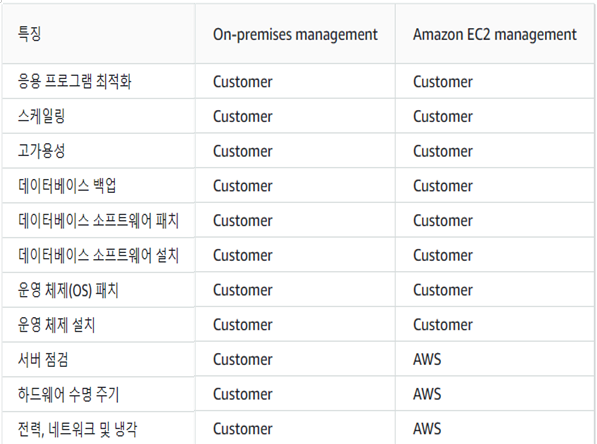 특징 On-premises management Amazon EC2 management
응용 프로그램 최적화 Customer Customer
스케일링 Customer Customer
고가용성 Customer Customer
데이터베이스 백업 Customer Customer
데이터베이스 소프트웨어 패치 Customer Customer
데이터베이스 소프트웨어 설치 Customer Customer
운영 체제(OS) 패치 Customer Customer
운영 체제 설치 Customer Customer
서버 점검 Customer AWS
하드웨어 수명 주기 Customer AWS
전력, 네트워크 및 냉각 Customer AWS